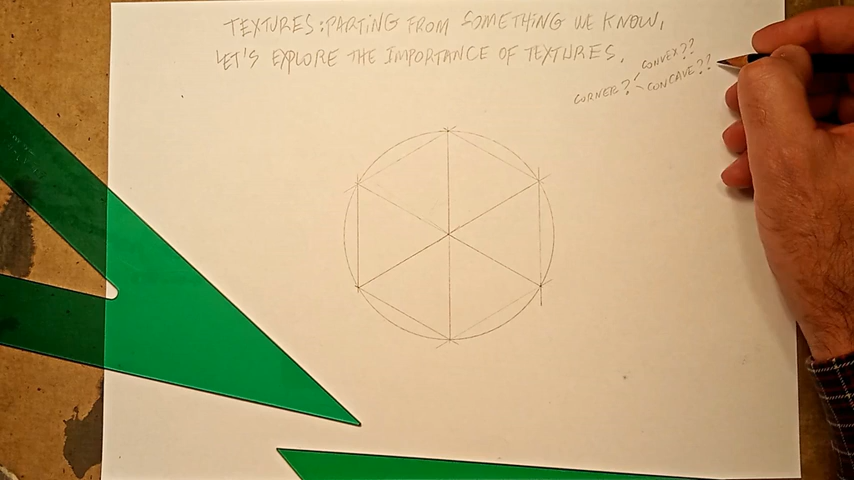 TEXTURES: PARTING FROM SOMETHING WE KNOW,
LET'S EXPLORE THE IMPORTANCE OF TEXTURES.
CORNER?
CONVEX??
CONCAVE??